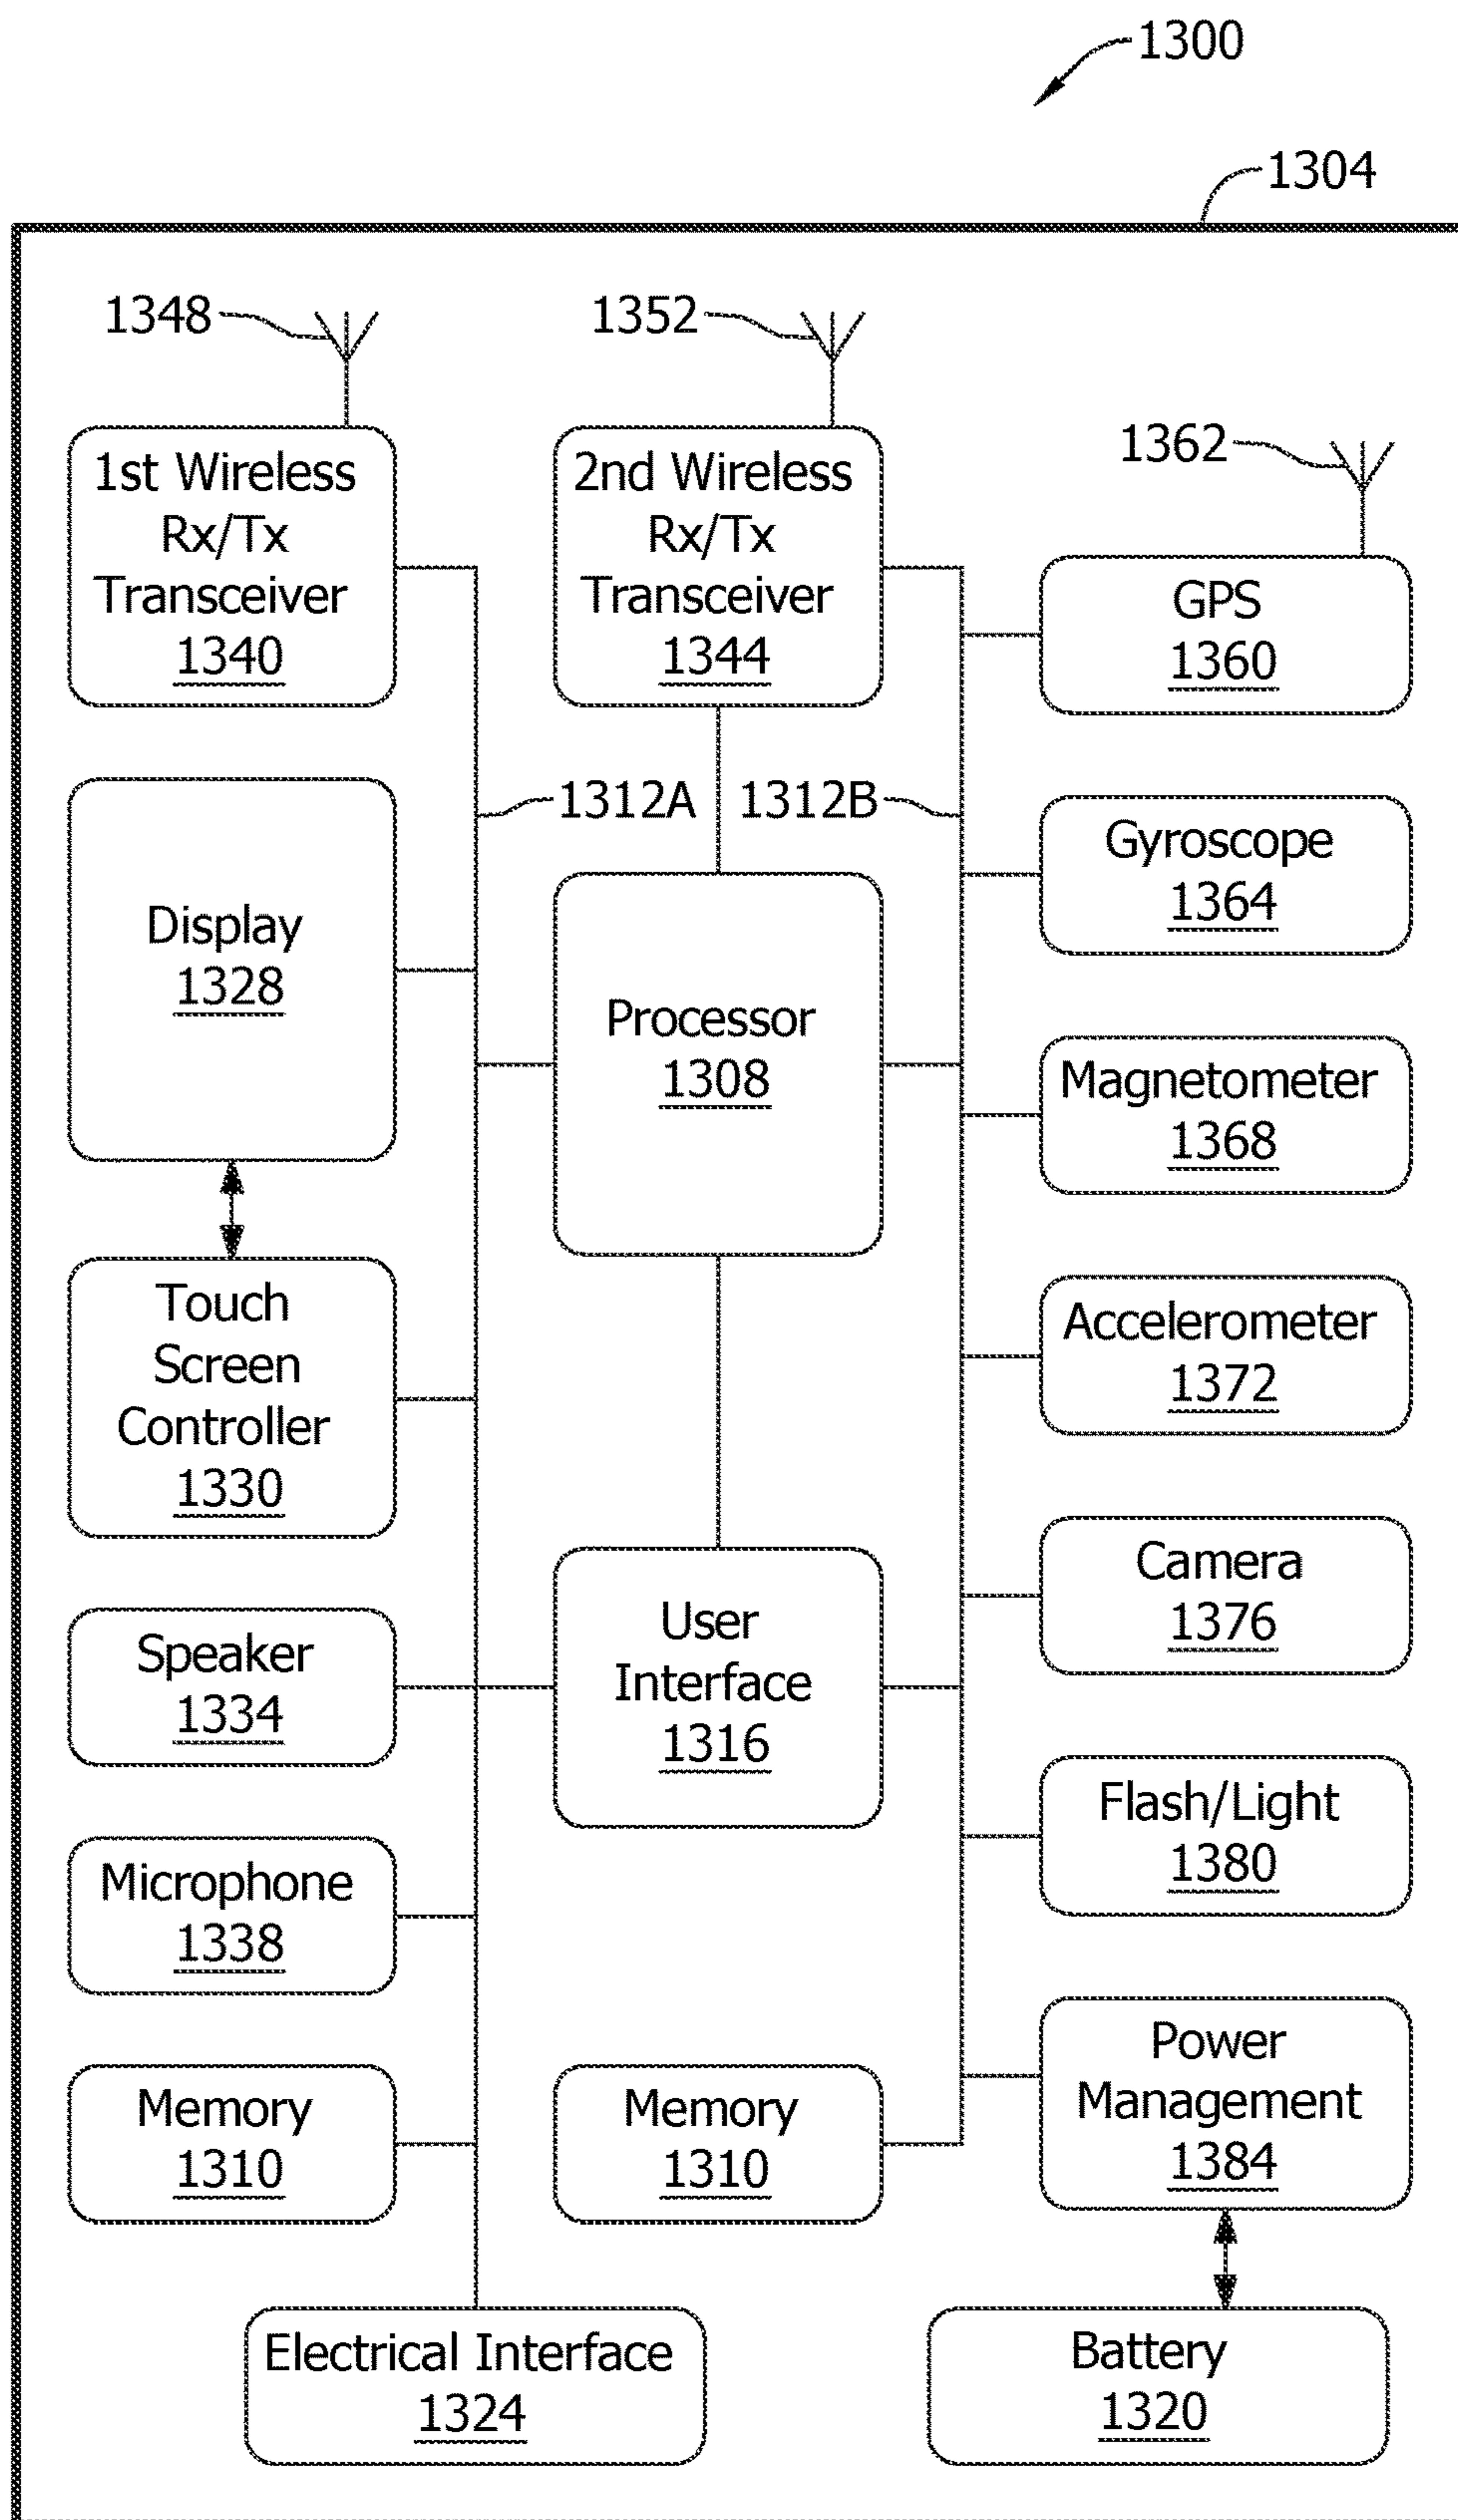 1300
1304
1348
1352
1362
1st Wireless
Rx/Tx
Transceiver
1340
2nd Wireless
Rx/Tx
Transceiver
1344
GPS
1360
1312A
1312B
Display
1328
Processor
1308
Gyroscope
1364
Magnetometer
1368
Touch
Screen
Controller
1330
Accelerometer
1372
Speaker
1334
User
Interface
1316
Camera
1376
Microphone
1338
Flash/Light
1380
Memory
1310
Memory
1310
Power
Management
1384
Electrical Interface
1324
Battery
1320